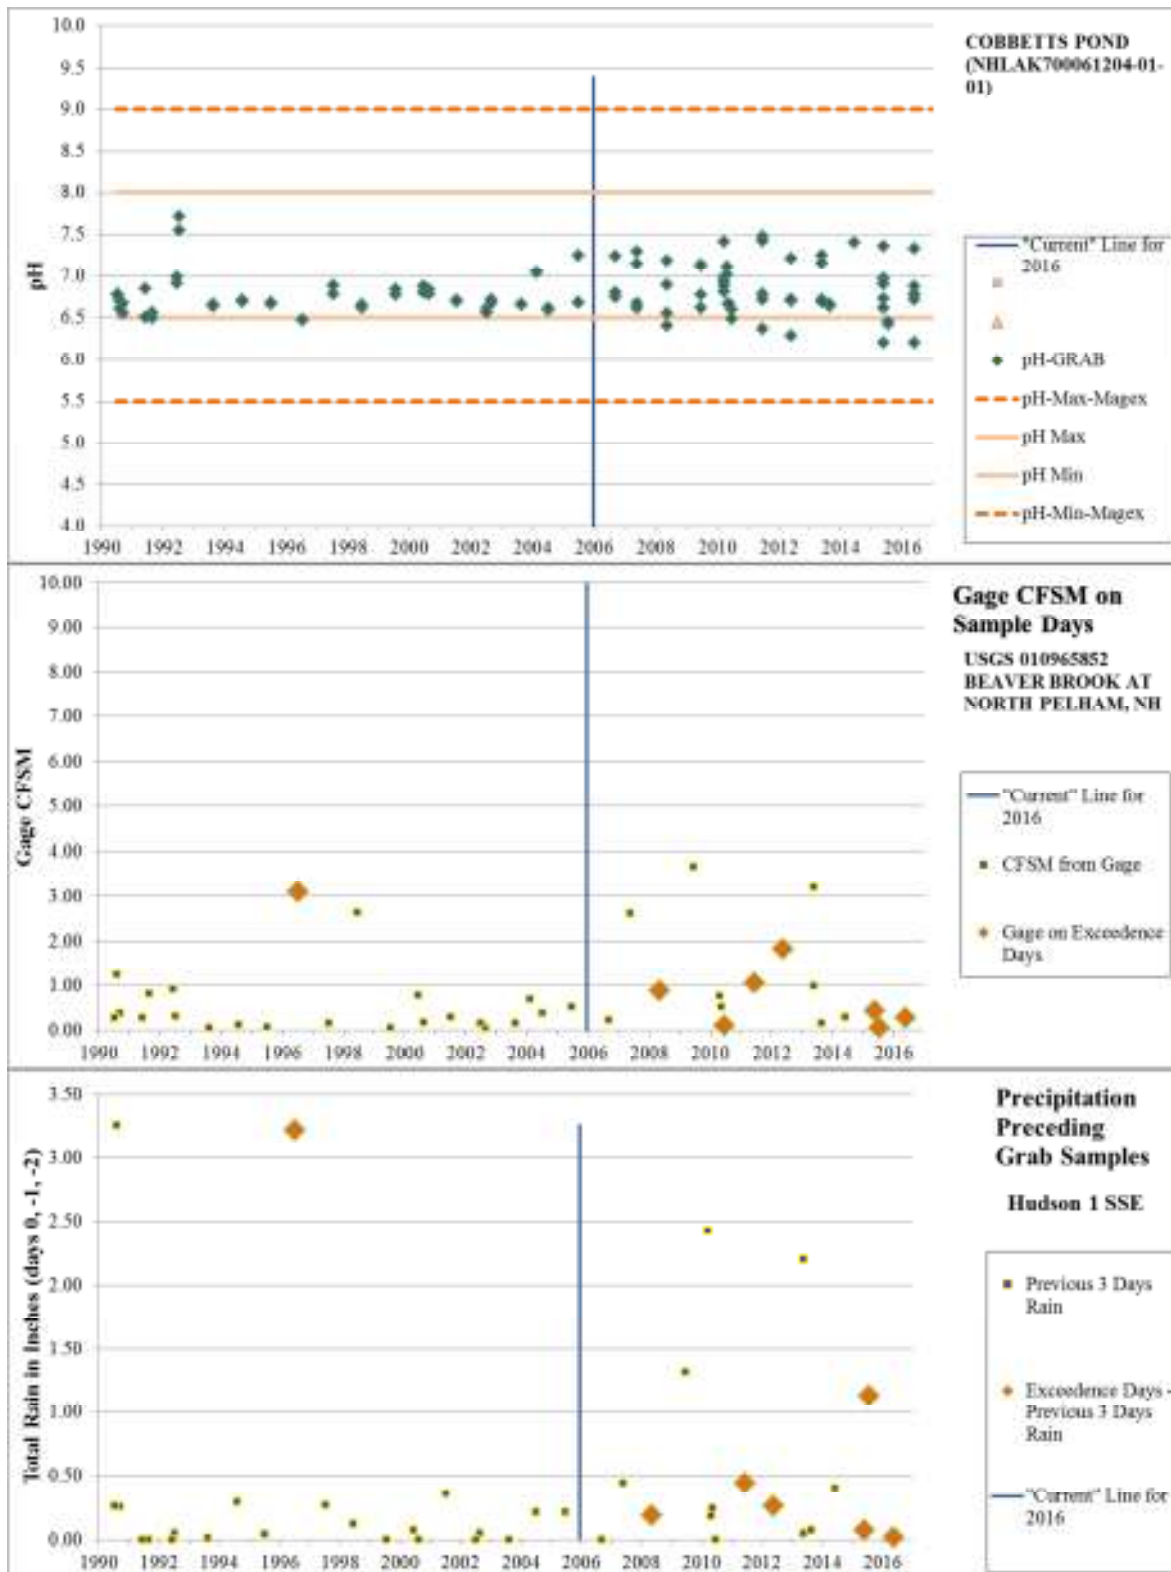 10.0
9.5
9.0
8.5
8.0
7.5
7.0
6.5
6.0
5.5
5.0
4.5
4.0
pH
1990 1992 1994 1996 1998 2000 2002 2004 2006 2008 2010 2012 2014 2016
COBBETTS POND
(NHLAK700061204-01-
01)
"Current" Line for
2016
pH-GRAB
pH-Max-Magex
pH Max
pH Min
pH-Min-Magex
10.00
9.00
8.00
7.00
6.00
5.00
4.00
3.00
2.00
1.00
0.00
Gage CFSM
1990 1992 1994 1996 1998 2000 2002 2004 2006 2008 2010 2012 2014 2016
Gage CFSM on
Sample Days
USGS 010965852
BEAVER BROOK AT
NORTH PELHAM, NH
"Current" Line for
2016
CFSM from Gage
Gage on Exceedence
Days
3.50
3.00
2.50
2.00
1.50
1.00
0.50
0.00
Total Rain in Inches (days 0, -1, -2)
1990 1992 1994 1996 1998 2000 2002 2004 2006 2008 2010 2012 2014 2016
Precipitation
Preceding
Grab Samples
Hudson 1 SSE
Previous 3 Days
Rain
Exceedence Days -
Previous 3 Days
Rain
"Current" Line for
2016